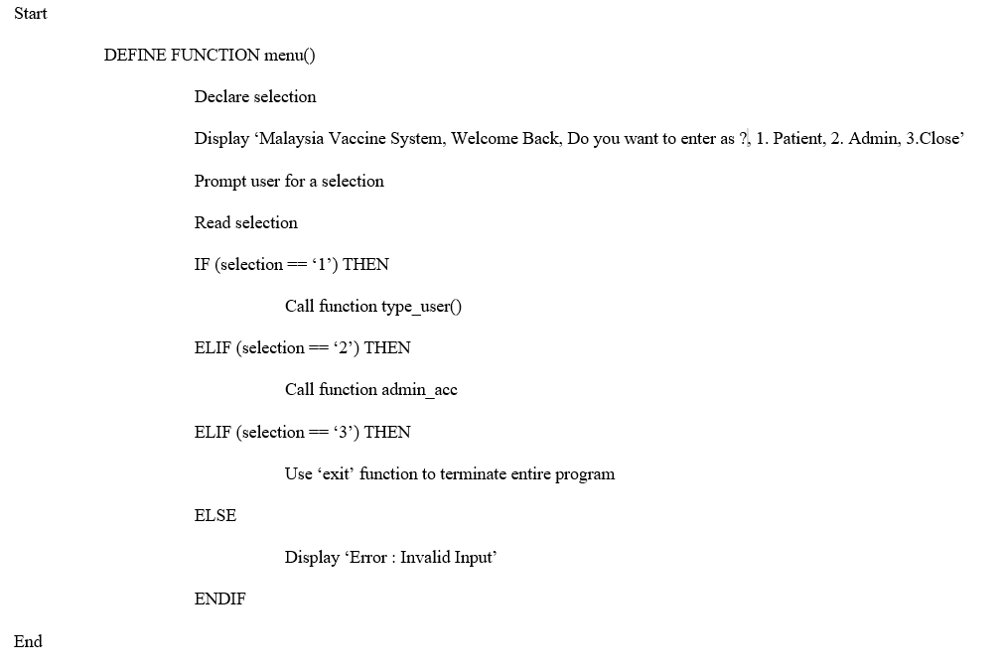 Start
DEFINE FUNCTION menu()
Declare selection
Display ‘Malaysia Vaccine System, Welcome Back, Do you want to enter as ?, 1. Patient, 2. Admin, 3.Close’
Prompt user for a selection
Read selection
IF (selection == ‘1’) THEN
Call function type_user()
ELIF (selection == ‘2’) THEN
Call function admin_acc
ELIF (selection == ‘3’) THEN
Use ‘exit’ function to terminate entire program
ELSE
Display ‘Error : Invalid Input’
ENDIF
End